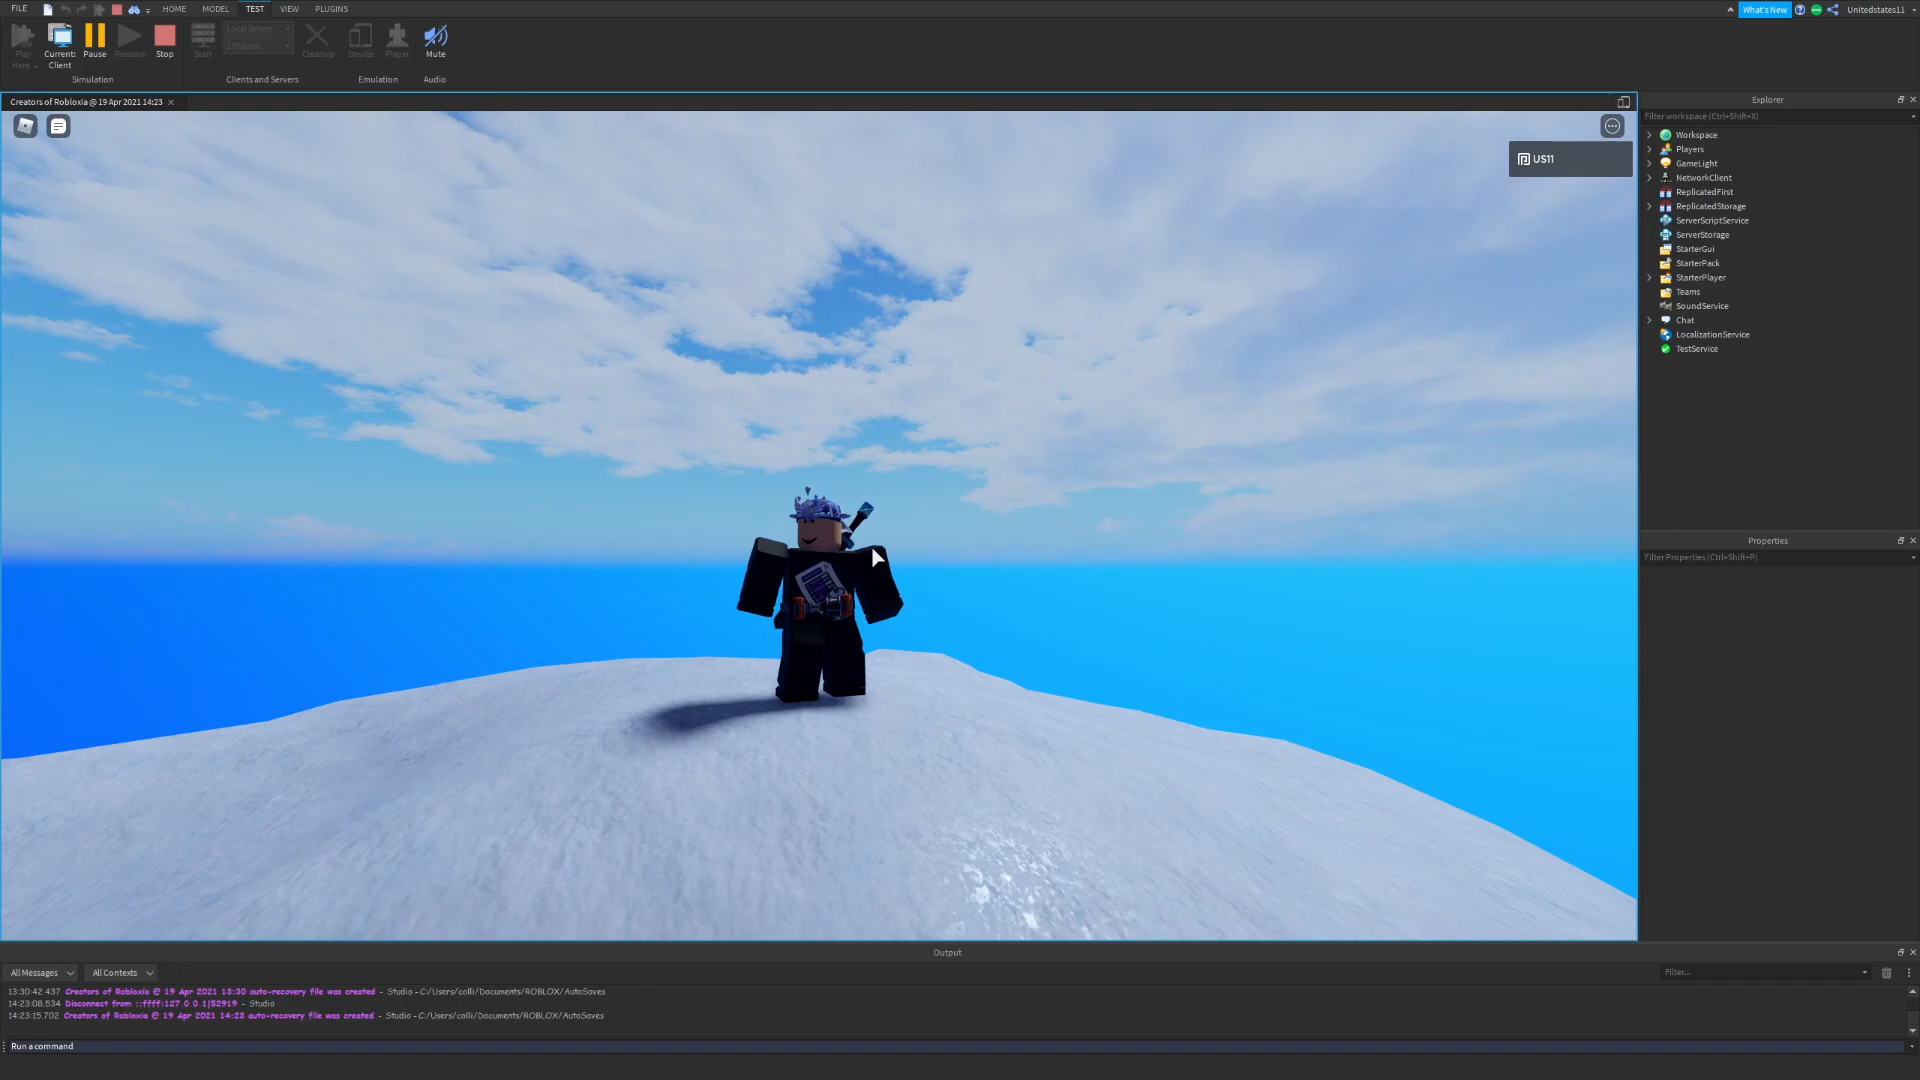 FILE HOME MODEL TEST VIEW PLUGINS What's New Unitedstates11
Play Here Current: Client Pause Resume Stop Start Local Server 2 Players Cleanup Device Player Mute
Simulation Clients and Servers Emulation Audio
Creators of Robloxia @ 19 Apr 2021 14:23
US11
Explorer
Filter workspace (Ctrl+Shift+X)
Workspace
Players
GameLight
NetworkClient
ReplicatedFirst
ReplicatedStorage
ServerScriptService
ServerStorage
StarterGui
StarterPack
StarterPlayer
Teams
SoundService
Chat
LocalizationService
TestService
Properties
Filter Properties (Ctrl+Shift+P)
Output
All Messages All Contexts Filter...
13:30:42.437 Creators of Robloxia @ 19 Apr 2021 13:30 auto-recovery file was created - Studio - C:/Users/colli/Documents/ROBLOX/AutoSaves
14:23:08.534 Disconnect from ::ffff:127.0.0.1|52919 - Studio
14:23:15.702 Creators of Robloxia @ 19 Apr 2021 14:23 auto-recovery file was created - Studio - C:/Users/colli/Documents/ROBLOX/AutoSaves
Run a command